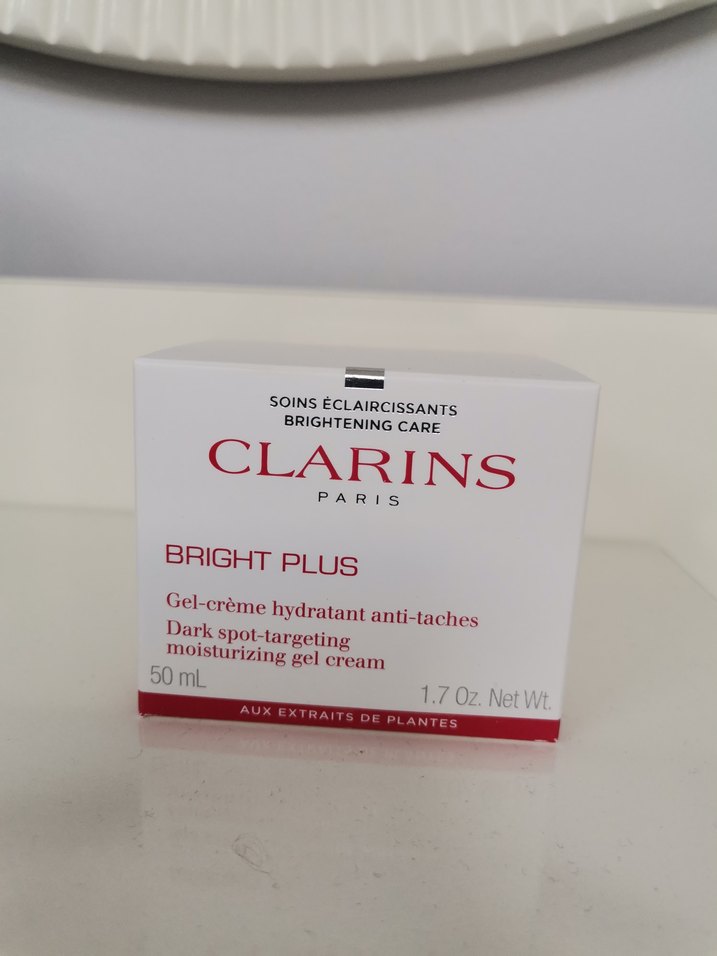 SOINS ÉCLAIRCISSANTS
BRIGHTENING CARE
CLARINS
PARIS
BRIGHT PLUS
Gel-crème hydratant anti-taches
Dark spot-targeting
moisturizing gel cream
50 mL
1.7 Oz. Net Wt.
AUX EXTRAITS DE PLANTES